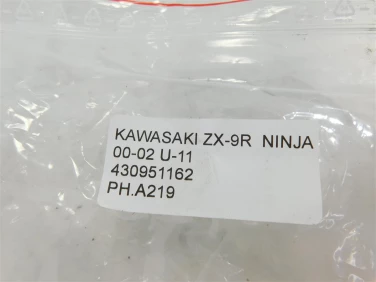 KAWASAKI ZX-9R NINJA
00-02 U-11
430951162
PH.A219